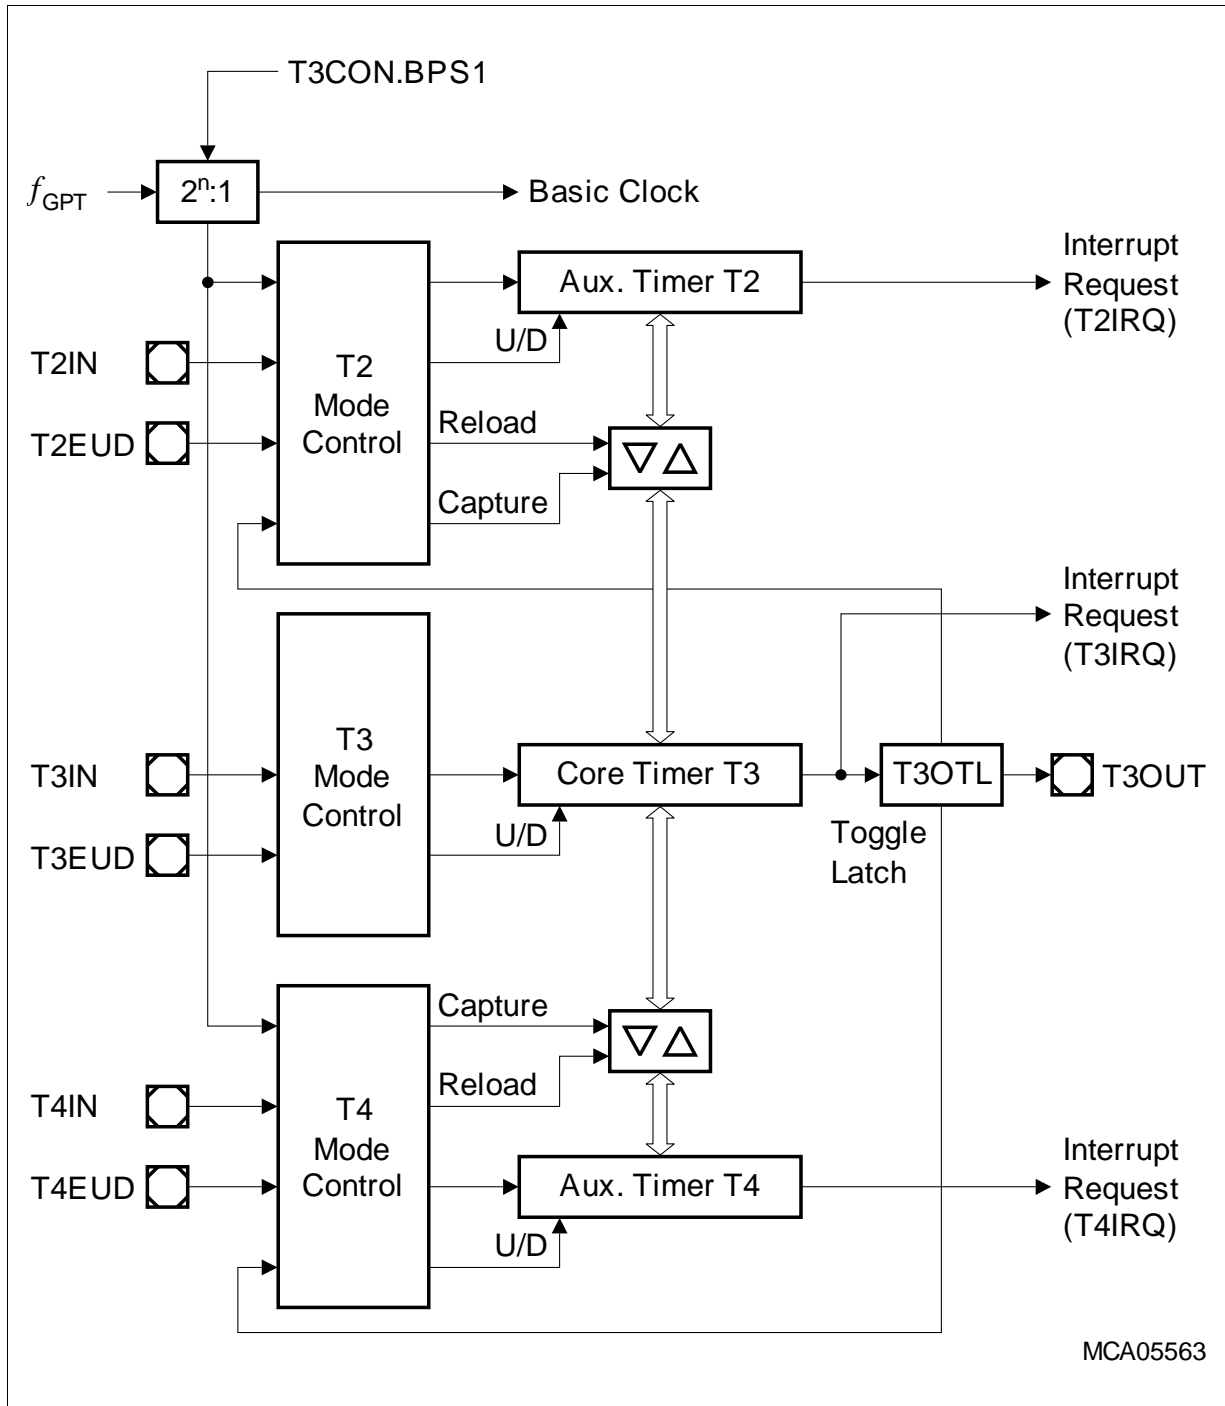 T3CON.BPS1
fGPT
2ⁿ:1
Basic Clock
Interrupt
Request
(T2IRQ)
Aux. Timer T2
U/D
T2IN
T2
Mode
Control
T2EUD
Reload
Capture
Interrupt
Request
(T3IRQ)
T3
Mode
Control
T3IN
Core Timer T3
T3OTL
T3OUT
U/D
T3EUD
Toggle
Latch
Capture
Reload
T4IN
T4
Mode
Control
T4EUD
Aux. Timer T4
U/D
Interrupt
Request
(T4IRQ)
MCA05563